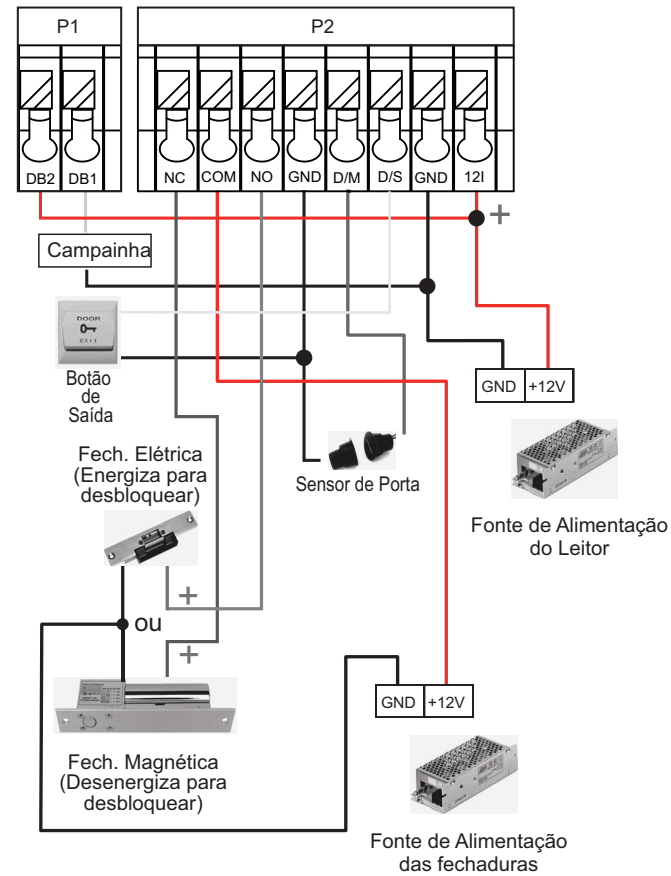 P1
P2
DB2 DB1
NC COM NO GND D/M D/S GND 12I
+
Campainha
DOOR
EXIT
Botão
de
Saída
GND +12V
Fech. Elétrica
(Energiza para
desbloquear)
Sensor de Porta
Fonte de Alimentação
do Leitor
+
ou
+
GND +12V
Fech. Magnética
(Desenergiza para
desbloquear)
Fonte de Alimentação
das fechaduras